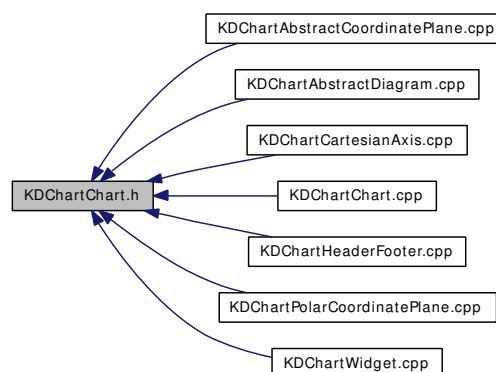 KDChartAbstractCoordinatePlane.cpp
KDChartAbstractDiagram.cpp
KDChartCartesianAxis.cpp
KDChartChart.h
KDChartChart.cpp
KDChartHeaderFooter.cpp
KDChartPolarCoordinatePlane.cpp
KDChartWidget.cpp